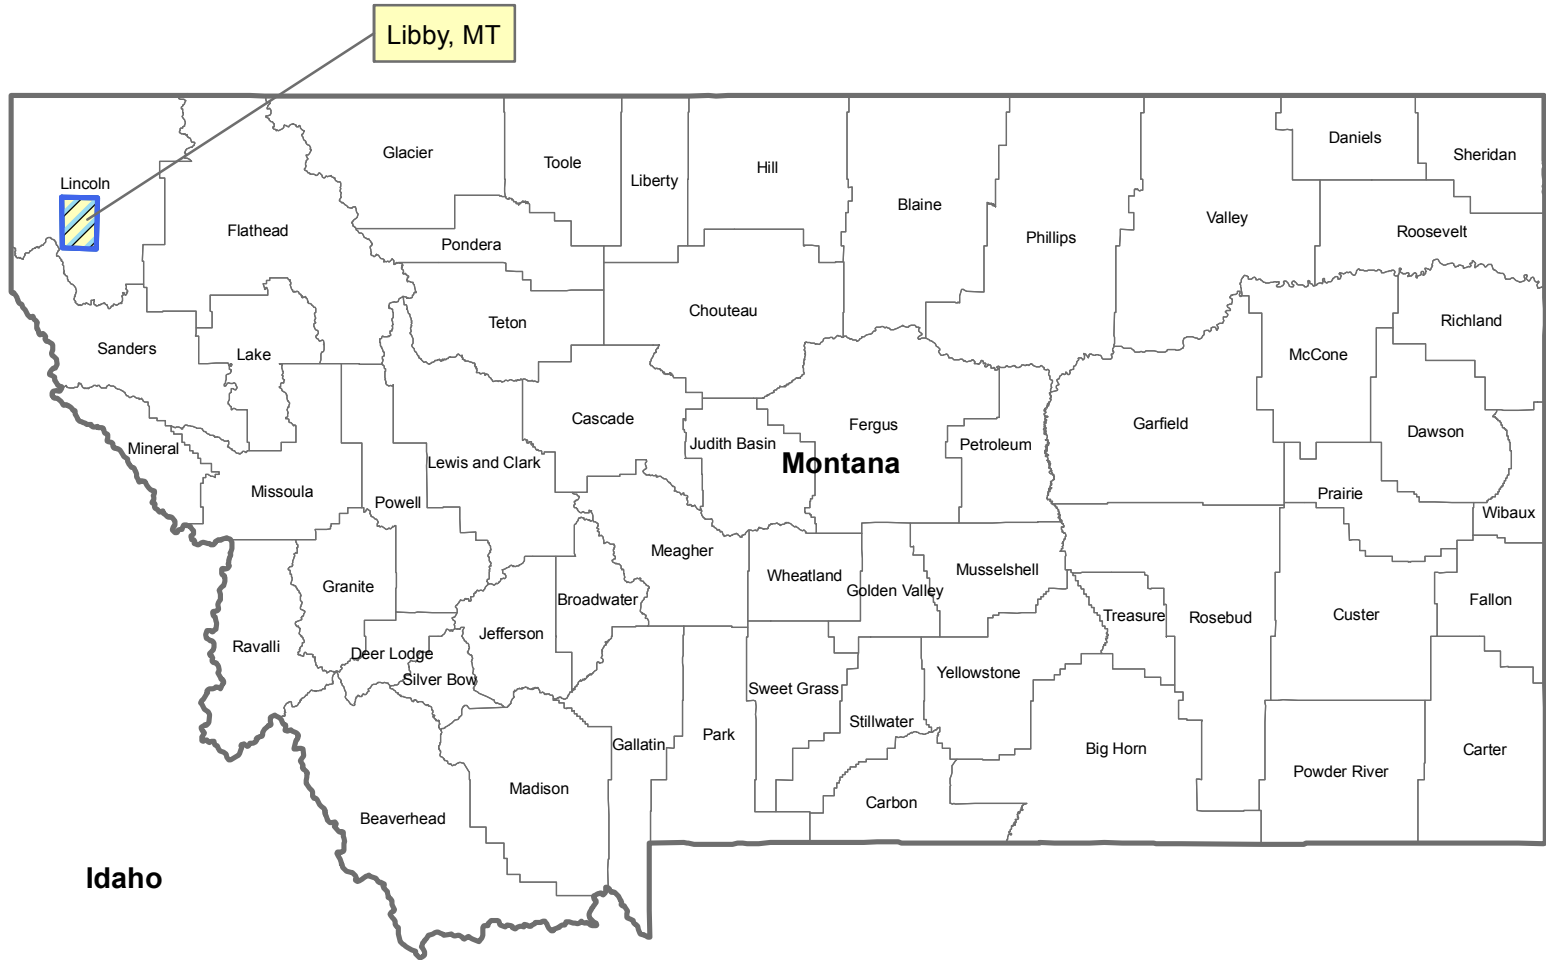 Libby, MT
Daniels
Sheridan
Glacier
Toole
Hill
Liberty
Lincoln
Blaine
Valley
Flathead
Phillips
Roosevelt
Pondera
Chouteau
Teton
Richland
Sanders
Lake
McCone
Cascade
Fergus
Garfield
Dawson
Judith Basin
Petroleum
Mineral
Lewis and Clark
Montana
Missoula
Powell
Prairie
Wibaux
Meagher
Wheatland
Musselshell
Granite
Golden Valley
Broadwater
Fallon
Treasure
Rosebud
Custer
Jefferson
Ravalli
Deer Lodge
Silver Bow
Yellowstone
Sweet Grass
Stillwater
Park
Gallatin
Big Horn
Carter
Powder River
Madison
Carbon
Beaverhead
Idaho